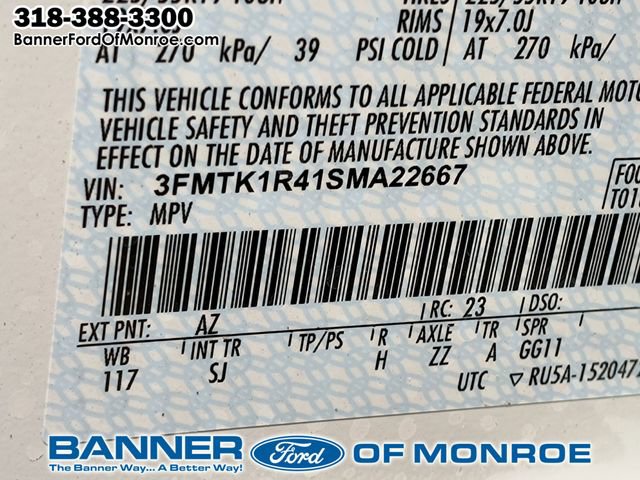 318-388-3300
BannerFordOfMonroe.com
RIMS 19x7.0J
AT 270 kPa/ 39 PSI COLD AT 270 kPa/
THIS VEHICLE CONFORMS TO ALL APPLICABLE FEDERAL MOTO
VEHICLE SAFETY AND THEFT PREVENTION STANDARDS IN
EFFECT ON THE DATE OF MANUFACTURE SHOWN ABOVE.
VIN: 3FMTK1R41SMA22667
TYPE: MPV
EXT PNT: AZ RC: 23 DSO:
WB INT TR TP/PS R AXLE TR SPR
117 SJ H ZZ A GG11
UTC ▽ RU5A-152047
BANNER Ford OF MONROE
The Banner Way... A Better Way!